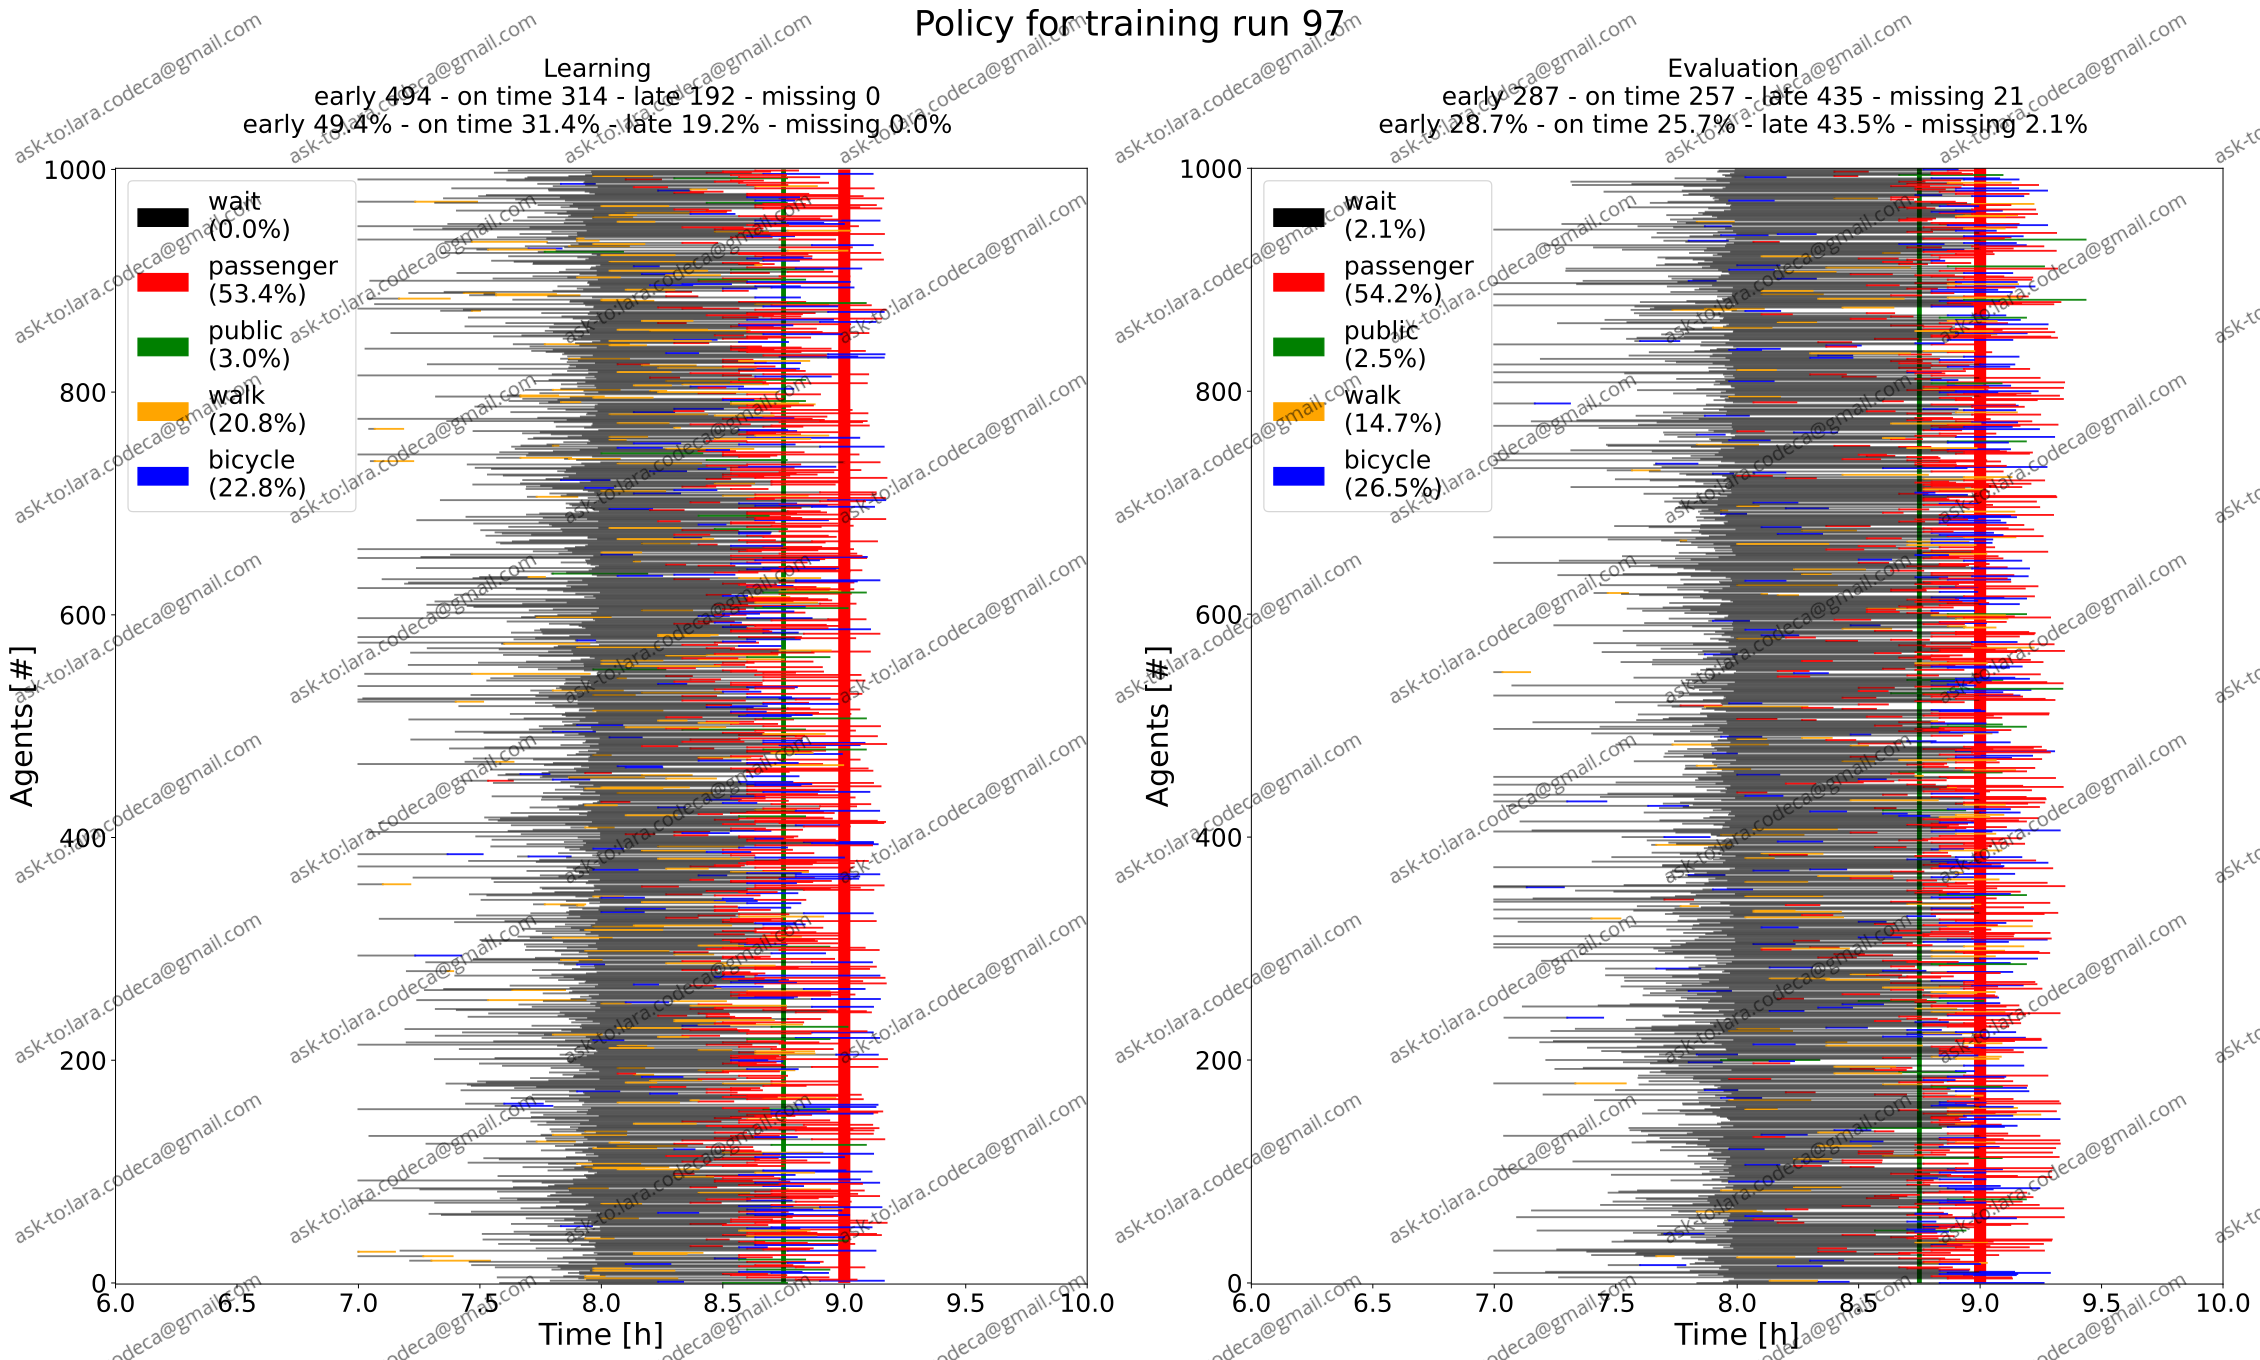 Policy for training run 97
Learning
early 494 - on time 314 - late 192 - missing 0
early 49.4% - on time 31.4% - late 19.2% - missing 0.0%
Evaluation
early 287 - on time 257 - late 435 - missing 21
early 28.7% - on time 25.7% - late 43.5% - missing 2.1%
wait
(0.0%)
passenger
(53.4%)
public
(3.0%)
walk
(20.8%)
bicycle
(22.8%)
Agents [#]
1000
800
600
400
200
0
6.0 6.5 7.0 7.5 8.0 8.5 9.0 9.5 10.0
Time [h]
wait
(2.1%)
passenger
(54.2%)
public
(2.5%)
walk
(14.7%)
bicycle
(26.5%)
Agents [#]
1000
800
600
400
200
0
6.0 6.5 7.0 7.5 8.0 8.5 9.0 9.5 10.0
Time [h]
ask-to:lara.codeca@gmail.com